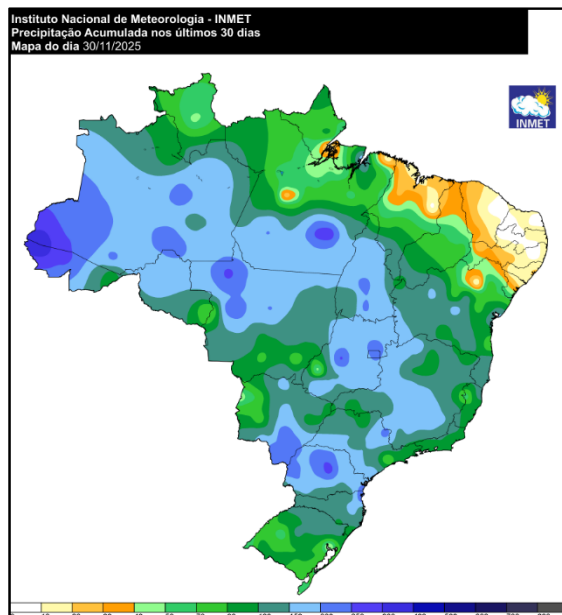 Instituto Nacional de Meteorologia - INMET
Precipitação Acumulada nos últimos 30 dias
Mapa do dia 30/11/2025
INMET